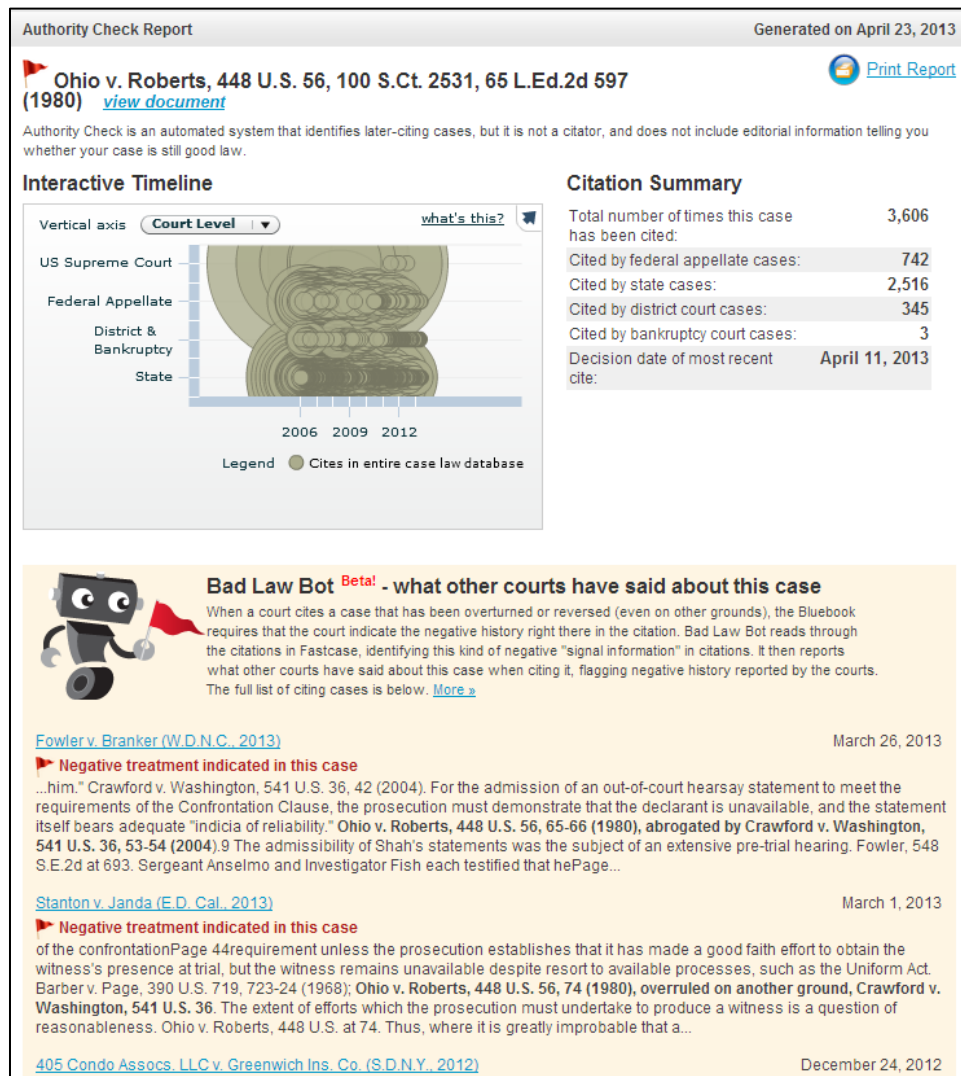 Authority Check Report
Generated on April 23, 2013
Ohio v. Roberts, 448 U.S. 56, 100 S.Ct. 2531, 65 L.Ed.2d 597
(1980) view document
Print Report
Authority Check is an automated system that identifies later-citing cases, but it is not a citator, and does not include editorial information telling you
whether your case is still good law.
Interactive Timeline
Vertical axis Court Level
what's this?
US Supreme Court
Federal Appellate
District &
Bankruptcy
State
2006 2009 2012
Legend Cites in entire case law database
Citation Summary
Total number of times this case 3,606
has been cited:
Cited by federal appellate cases: 742
Cited by state cases: 2,516
Cited by district court cases: 345
Cited by bankruptcy court cases: 3
Decision date of most recent April 11, 2013
cite:
Bad Law Bot Beta! - what other courts have said about this case
When a court cites a case that has been overturned or reversed (even on other grounds), the Bluebook
requires that the court indicate the negative history right there in the citation. Bad Law Bot reads through
the citations in Fastcase, identifying this kind of negative "signal information" in citations. It then reports
what other courts have said about this case when citing it, flagging negative history reported by the courts.
The full list of citing cases is below. More »
Fowler v. Branker (W.D.N.C., 2013)
March 26, 2013
Negative treatment indicated in this case
...him." Crawford v. Washington, 541 U.S. 36, 42 (2004). For the admission of an out-of-court hearsay statement to meet the
requirements of the Confrontation Clause, the prosecution must demonstrate that the declarant is unavailable, and the statement
itself bears adequate "indicia of reliability." Ohio v. Roberts, 448 U.S. 56, 65-66 (1980), abrogated by Crawford v. Washington,
541 U.S. 36, 53-54 (2004).9 The admissibility of Shah's statements was the subject of an extensive pre-trial hearing. Fowler, 548
S.E.2d at 693. Sergeant Anselmo and Investigator Fish each testified that hePage...
Stanton v. Janda (E.D. Cal., 2013)
March 1, 2013
Negative treatment indicated in this case
of the confrontationPage 44requirement unless the prosecution establishes that it has made a good faith effort to obtain the
witness's presence at trial, but the witness remains unavailable despite resort to available processes, such as the Uniform Act.
Barber v. Page, 390 U.S. 719, 723-24 (1968); Ohio v. Roberts, 448 U.S. 56, 74 (1980), overruled on another ground, Crawford v.
Washington, 541 U.S. 36. The extent of efforts which the prosecution must undertake to produce a witness is a question of
reasonableness. Ohio v. Roberts, 448 U.S. at 74. Thus, where it is greatly improbable that a...
405 Condo Assocs. LLC v. Greenwich Ins. Co. (S.D.N.Y., 2012)
December 24, 2012